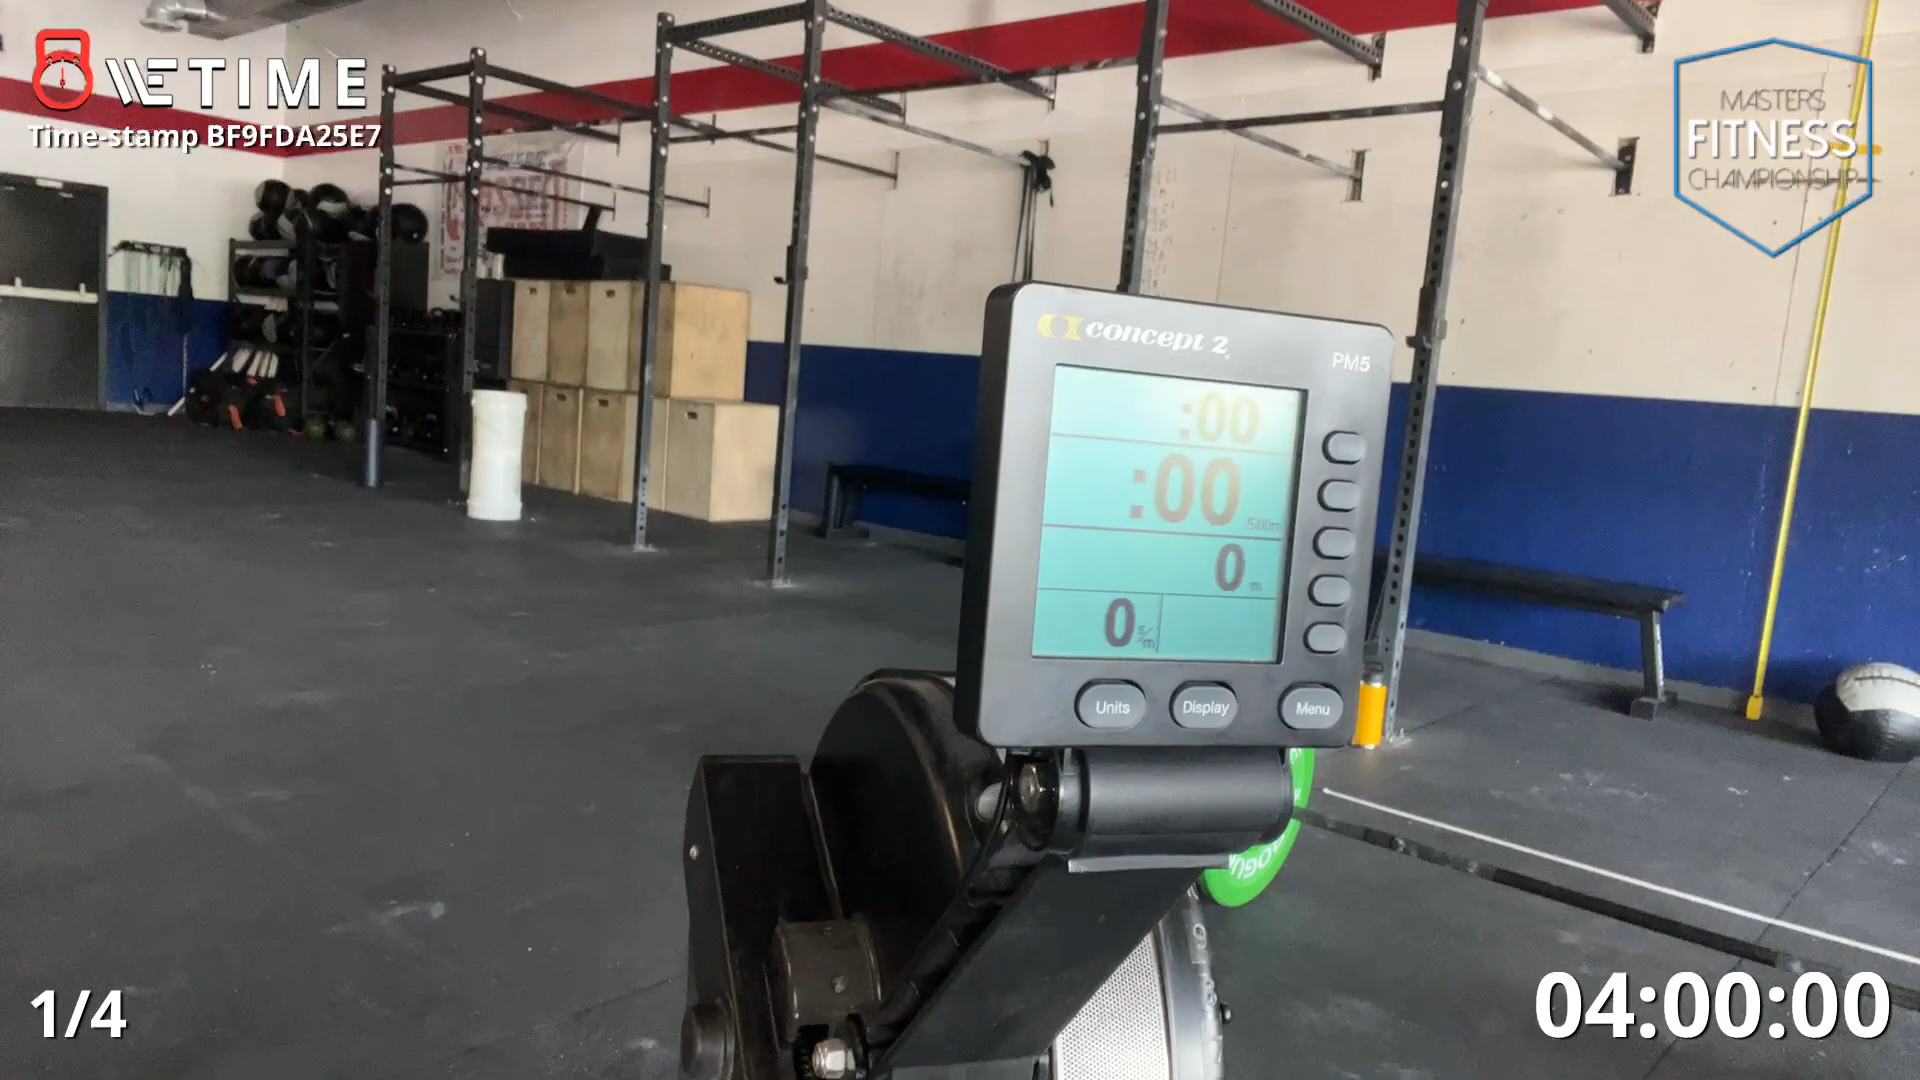 WETIME
Time-stamp BF9FDA25E7
MASTERS
FITNESS
CHAMPIONSHIP
concept 2
PM5
:00
:00
/500m
0 m
0 s/m
Units
Display
Menu
ROGUE
1/4
04:00:00